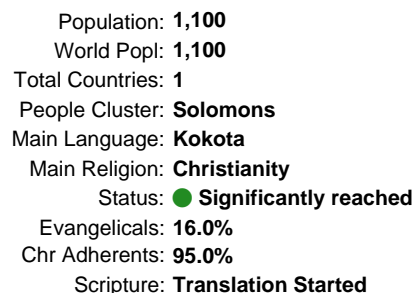 Population: 1,100
World Popl: 1,100
Total Countries: 1
People Cluster: Solomons
Main Language: Kokota
Main Religion: Christianity
Status: Significantly reached
Evangelicals: 16.0%
Chr Adherents: 95.0%
Scripture: Translation Started